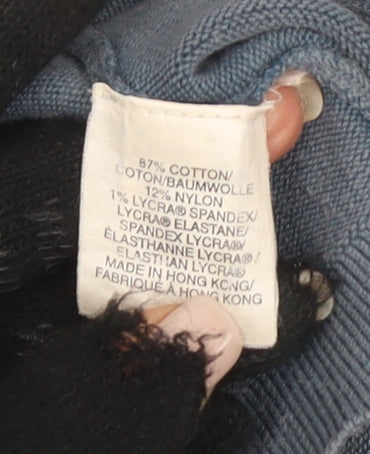 87% COTTON/
COTON/BAUMWOLLE
12% NYLON
1% LYCRA® SPANDEX/
LYCRA® ELASTANE/
SPANDEX LYCRA®/
ÉLASTHANNE LYCRA®/
ELASTHAN LYCRA®
MADE IN HONG KONG/
FABRIQUÉ À HONG KONG